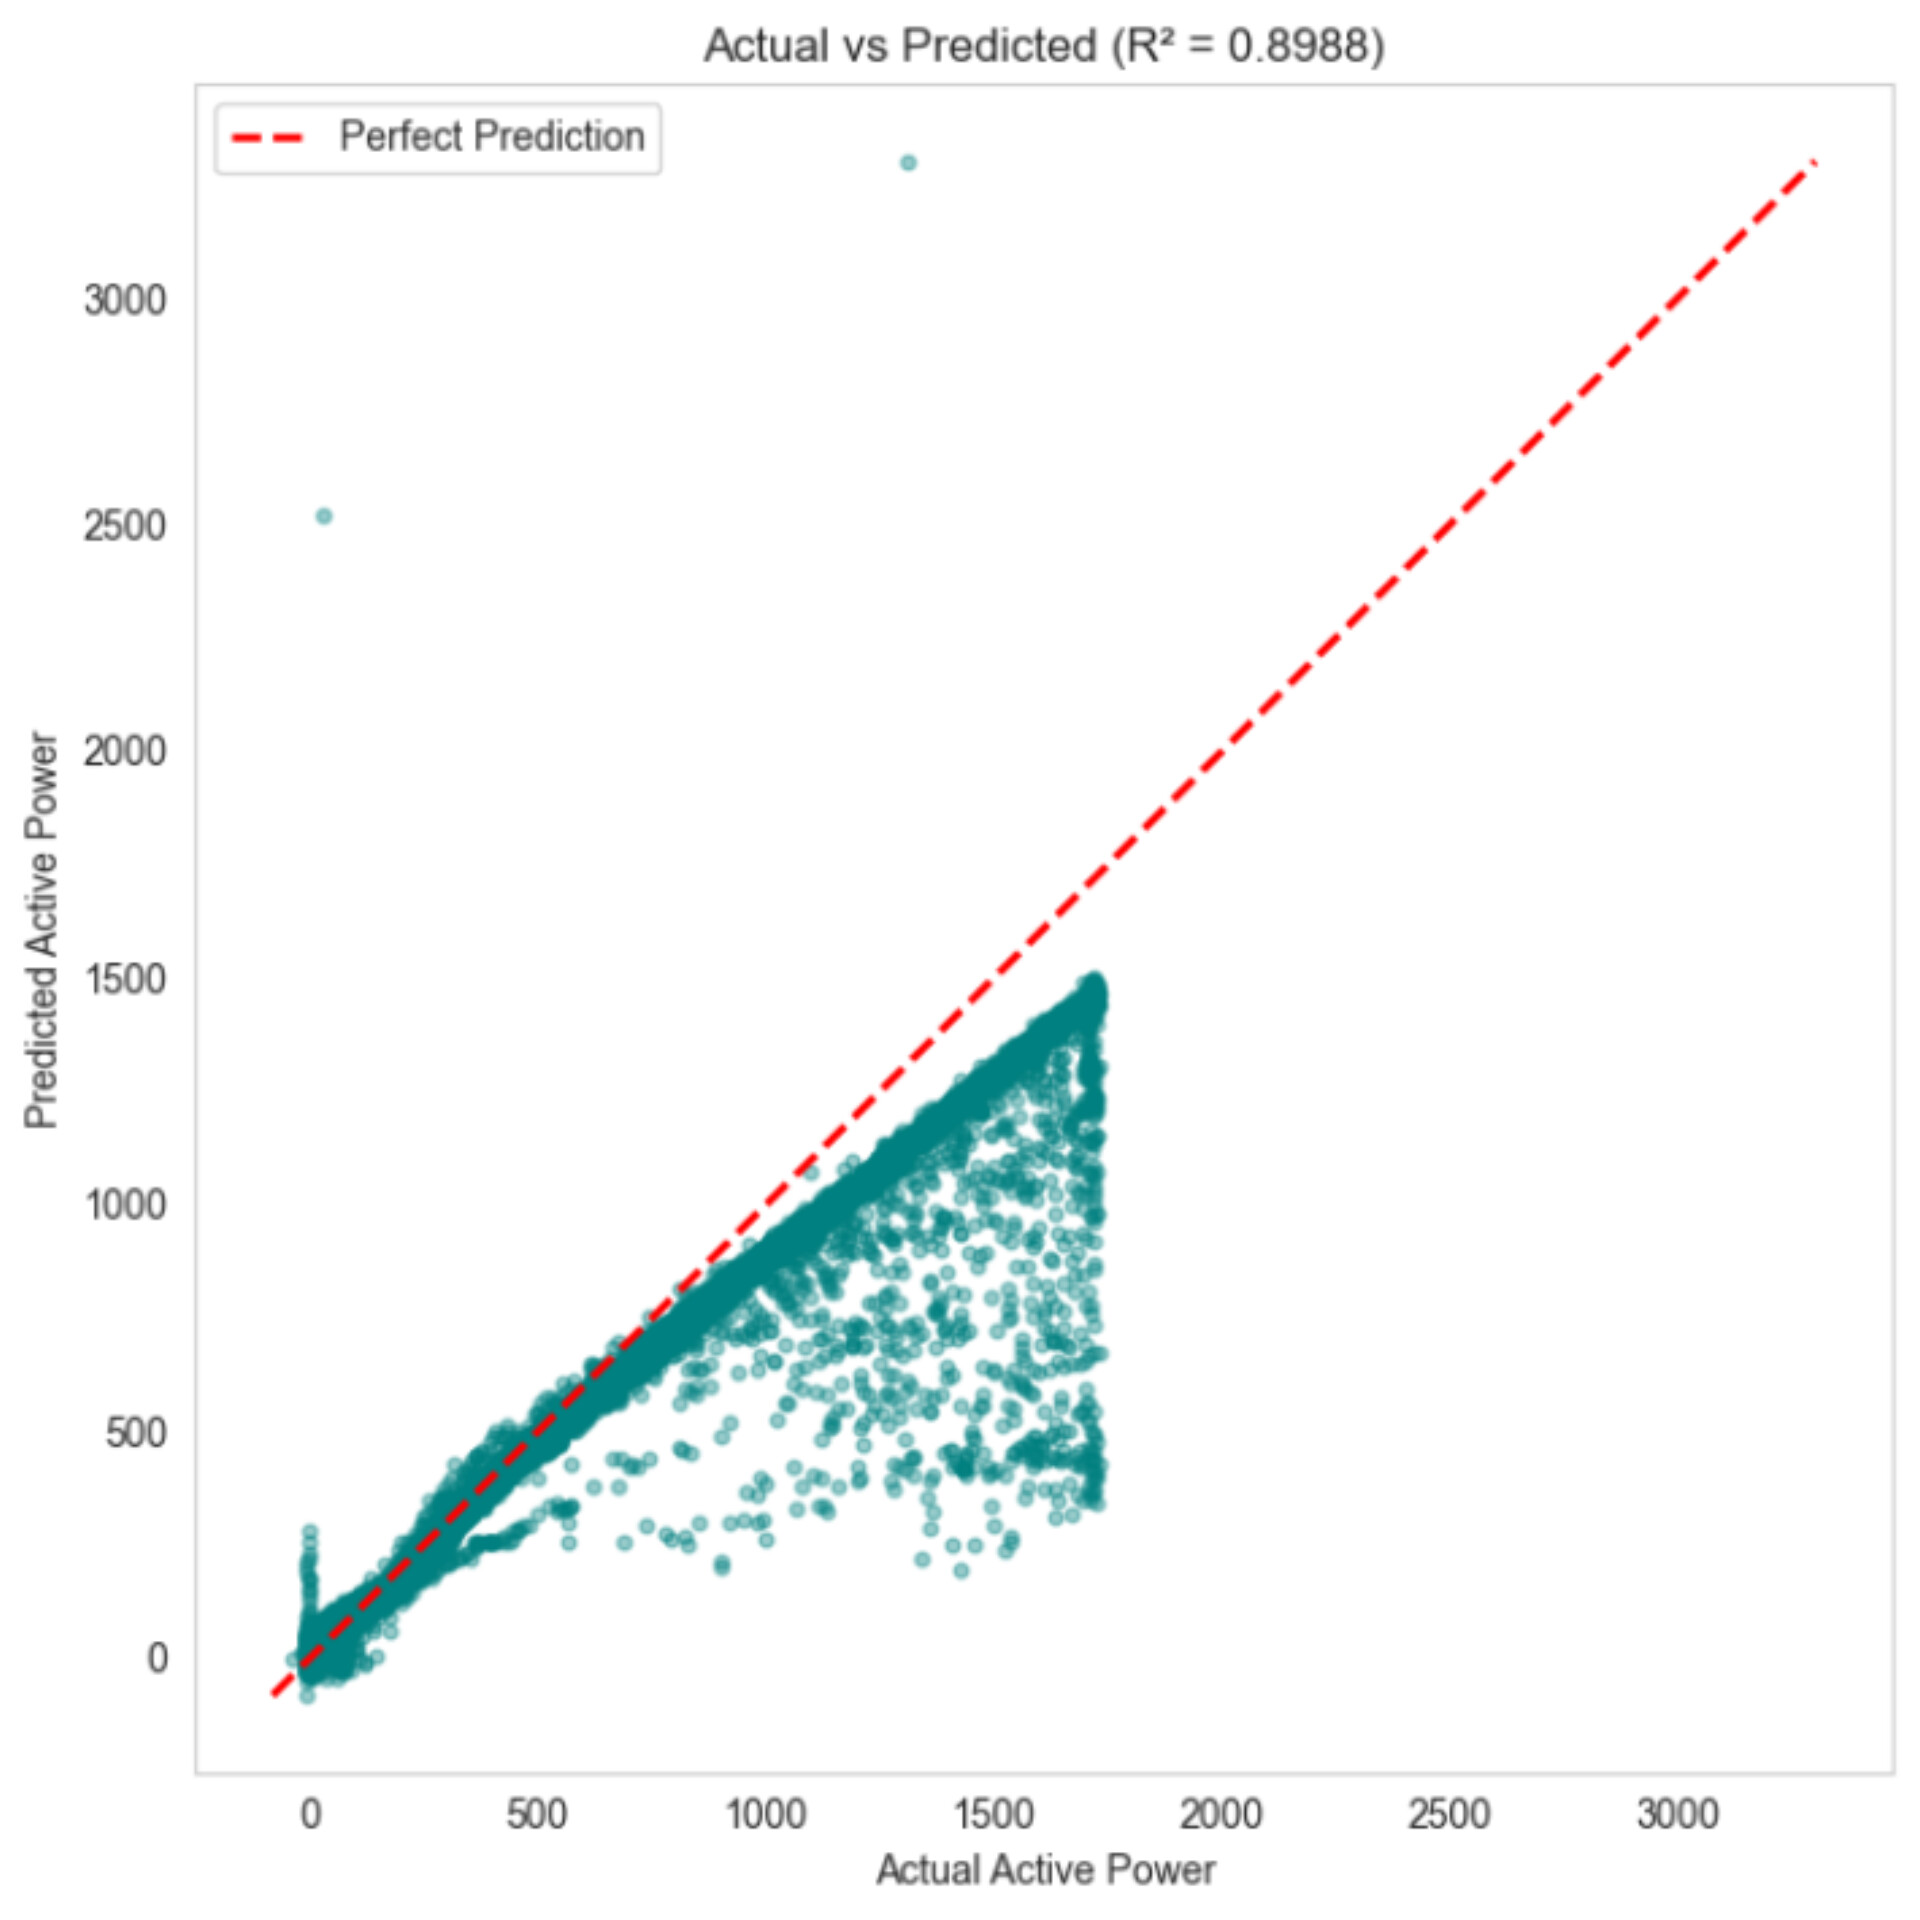 Actual vs Predicted (R² = 0.8988)
Perfect Prediction
3000
2500
2000
1500
1000
500
0
Predicted Active Power
0 500 1000 1500 2000 2500 3000
Actual Active Power